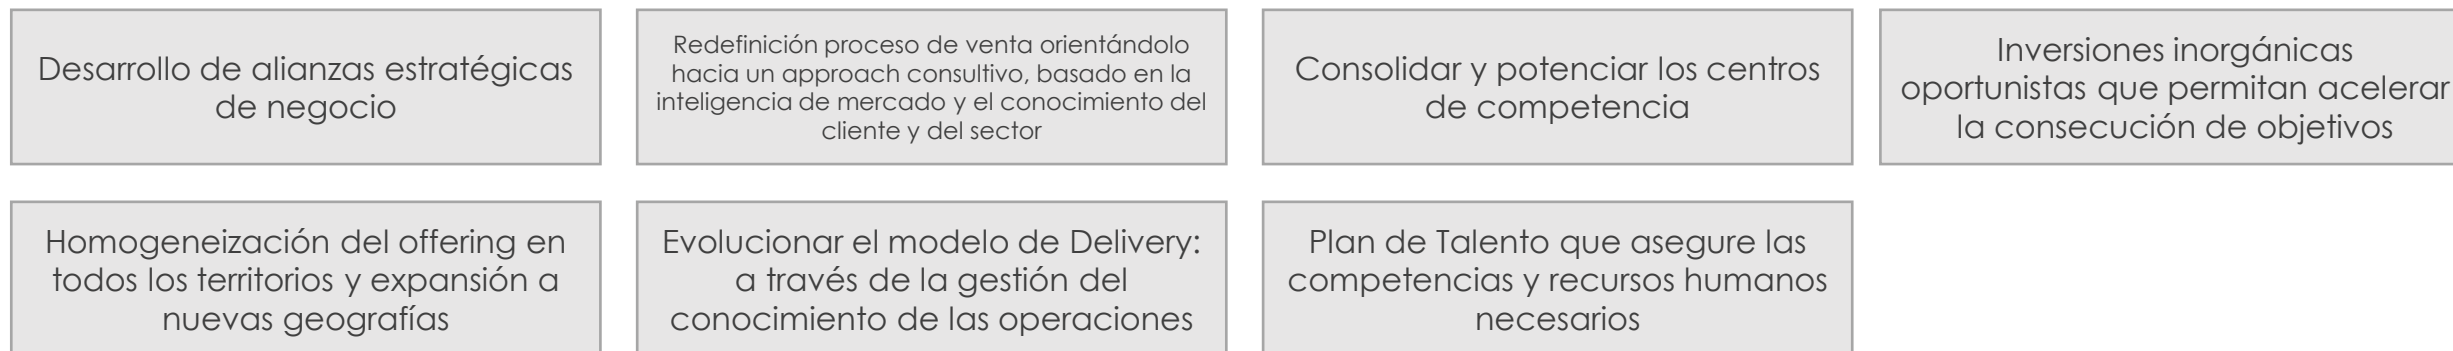 Desarrollo de alianzas estratégicas
de negocio
Redefinición proceso de venta orientándolo
hacia un approach consultivo, basado en la
inteligencia de mercado y el conocimiento del
cliente y del sector
Consolidar y potenciar los centros
de competencia
Inversiones inorgánicas
oportunistas que permitan acelerar
la consecución de objetivos
Homogeneización del offering en
todos los territorios y expansión a
nuevas geografías
Evolucionar el modelo de Delivery:
a través de la gestión del
conocimiento de las operaciones
Plan de Talento que asegure las
competencias y recursos humanos
necesarios